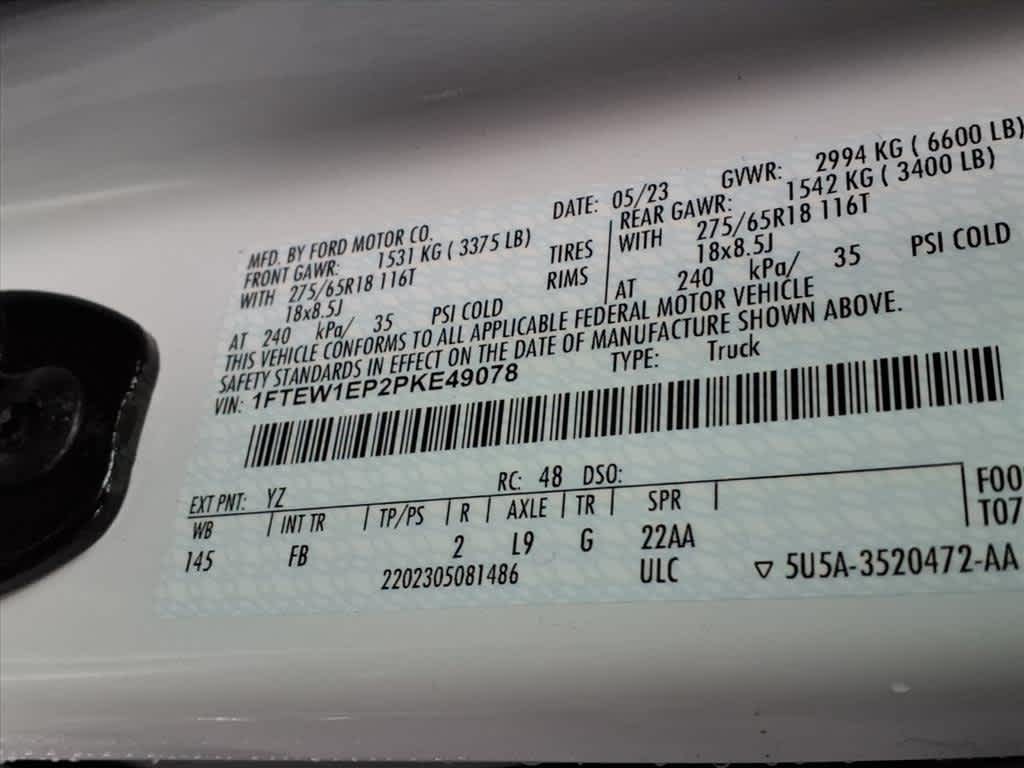 MFD. BY FORD MOTOR CO. DATE: 05/23 GVWR: 2994 KG ( 6600 LB)
FRONT GAWR: 1531 KG ( 3375 LB) REAR GAWR: 1542 KG ( 3400 LB)
WITH 275/65R18 116T TIRES WITH 275/65R18 116T
18x8.5J RIMS 18x8.5J
AT 240 kPa/ 35 PSI COLD AT 240 kPa/ 35 PSI COLD
THIS VEHICLE CONFORMS TO ALL APPLICABLE FEDERAL MOTOR VEHICLE
SAFETY STANDARDS IN EFFECT ON THE DATE OF MANUFACTURE SHOWN ABOVE.
VIN: 1FTEW1EP2PKE49078 TYPE: Truck
EXT PNT: YZ RC: 48 DSO:
WB INT TR TP/PS R AXLE TR SPR F00
145 FB 2 L9 G 22AA T07
2202305081486 ULC ▽ 5U5A-3520472-AA